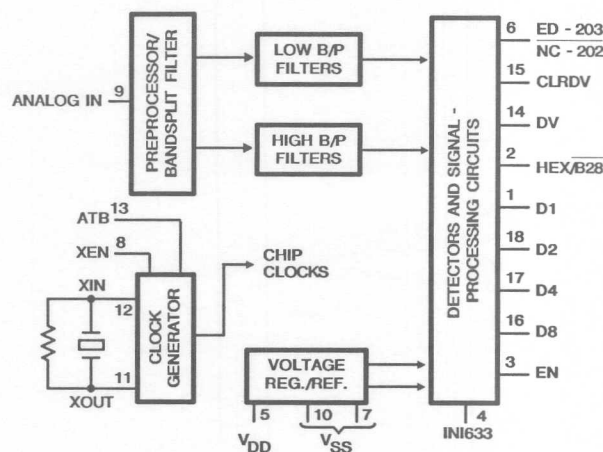 PREPROCESSOR/
BANDSPLIT FILTER
LOW B/P
FILTERS
HIGH B/P
FILTERS
ANALOG IN
9
DETECTORS AND SIGNAL -
PROCESSING CIRCUITS
6
ED - 203
NC - 202
15
CLRDV
14
DV
2
HEX/B28
1
D1
18
D2
17
D4
16
D8
3
EN
4
INI633
ATB
13
XEN
8
XIN
12
CLOCK
GENERATOR
11
XOUT
CHIP
CLOCKS
VOLTAGE
REG./REF.
5
10
7
VDD
VSS